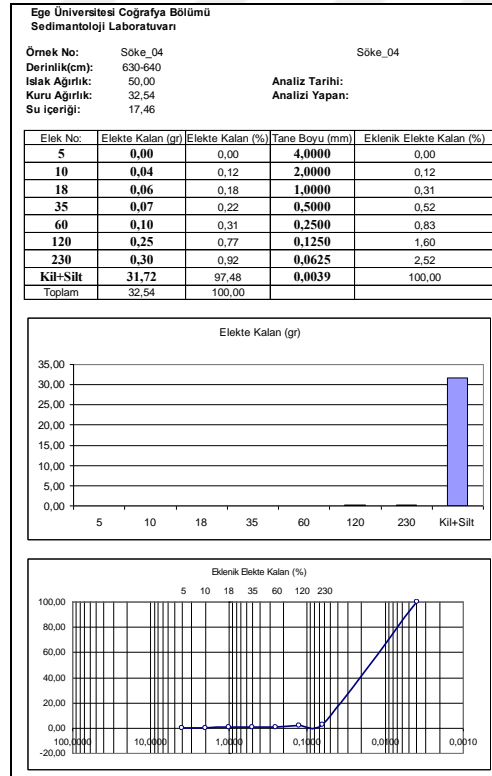 Ege Üniversitesi Coğrafya Bölümü
Sedimantoloji Laboratuvarı
Örnek No: Söke_04 Söke_04
Derinlik(cm): 630-640
Islak Ağırlık: 50,00 Analiz Tarihi:
Kuru Ağırlık: 32,54 Analizi Yapan:
Su içeriği: 17,46
Elek No: Elekte Kalan (gr) Elekte Kalan (%) Tane Boyu (mm) Eklenik Elekte Kalan (%)
5 0,00 0,00 4,0000 0,00
10 0,04 0,12 2,0000 0,12
18 0,06 0,18 1,0000 0,31
35 0,07 0,22 0,5000 0,52
60 0,10 0,31 0,2500 0,83
120 0,25 0,77 0,1250 1,60
230 0,30 0,92 0,0625 2,52
Kil+Silt 31,72 97,48 0,0039 100,00
Toplam 32,54 100,00
Elekte Kalan (gr)
35,00
30,00
25,00
20,00
15,00
10,00
5,00
0,00
5 10 18 35 60 120 230 Kil+Silt
Eklenik Elekte Kalan (%)
5 10 18 35 60 120 230
100,00
80,00
60,00
40,00
20,00
0,00
100,0000 10,0000 1,0000 0,1000 0,0100 0,0010
-20,00